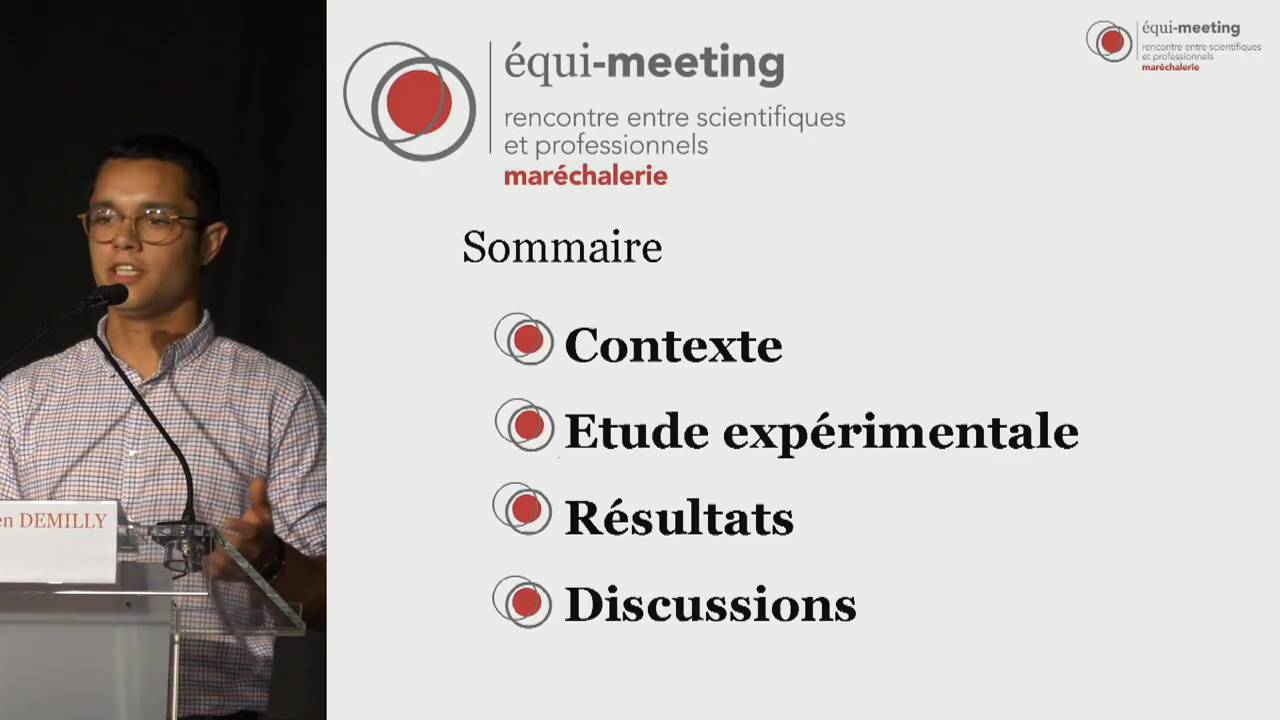 équi-meeting
rencontre entre scientifiques
et professionnels
maréchalerie
équi-meeting
rencontre entre scientifiques
et professionnels
maréchalerie
Sommaire
Contexte
Etude expérimentale
Résultats
Discussions
en DEMILLY